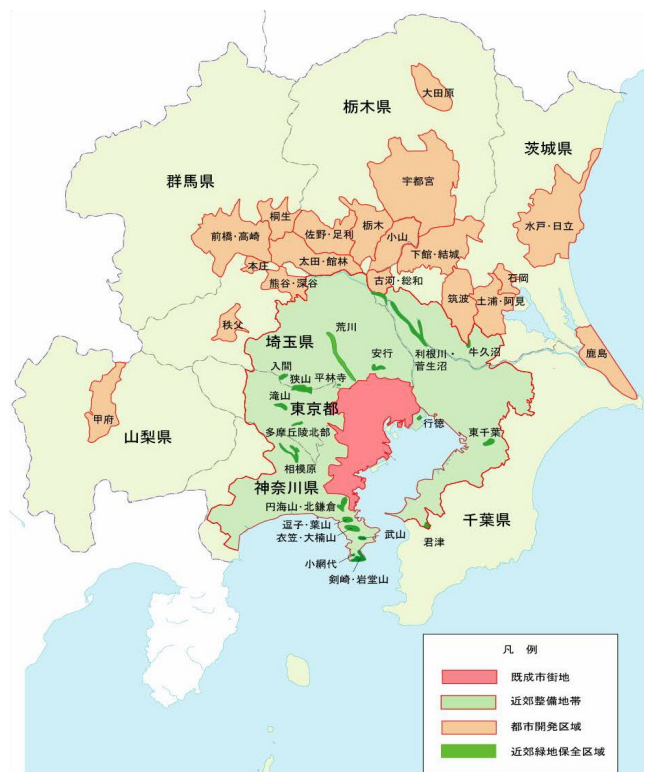 大田原
栃木県
茨城県
群馬県
宇都宮
桐生
佐野・足利
栃木
小山
前橋・高崎
水戸・日立
太田・館林
下館・結城
本庄
熊谷・深谷
古河・総和
石岡
筑波
土浦・阿見
秩父
荒川
埼玉県
利根川・
菅生沼
牛久沼
鹿島
安行
入間
狭山
平林寺
滝山
東京都
甲府
行徳
東千葉
多摩丘陵北部
山梨県
相模原
神奈川県
円海山・北鎌倉
千葉県
逗子・葉山
武山
君津
衣笠・大楠山
小網代
剣崎・岩堂山
凡 例
既成市街地
近郊整備地帯
都市開発区域
近郊緑地保全区域